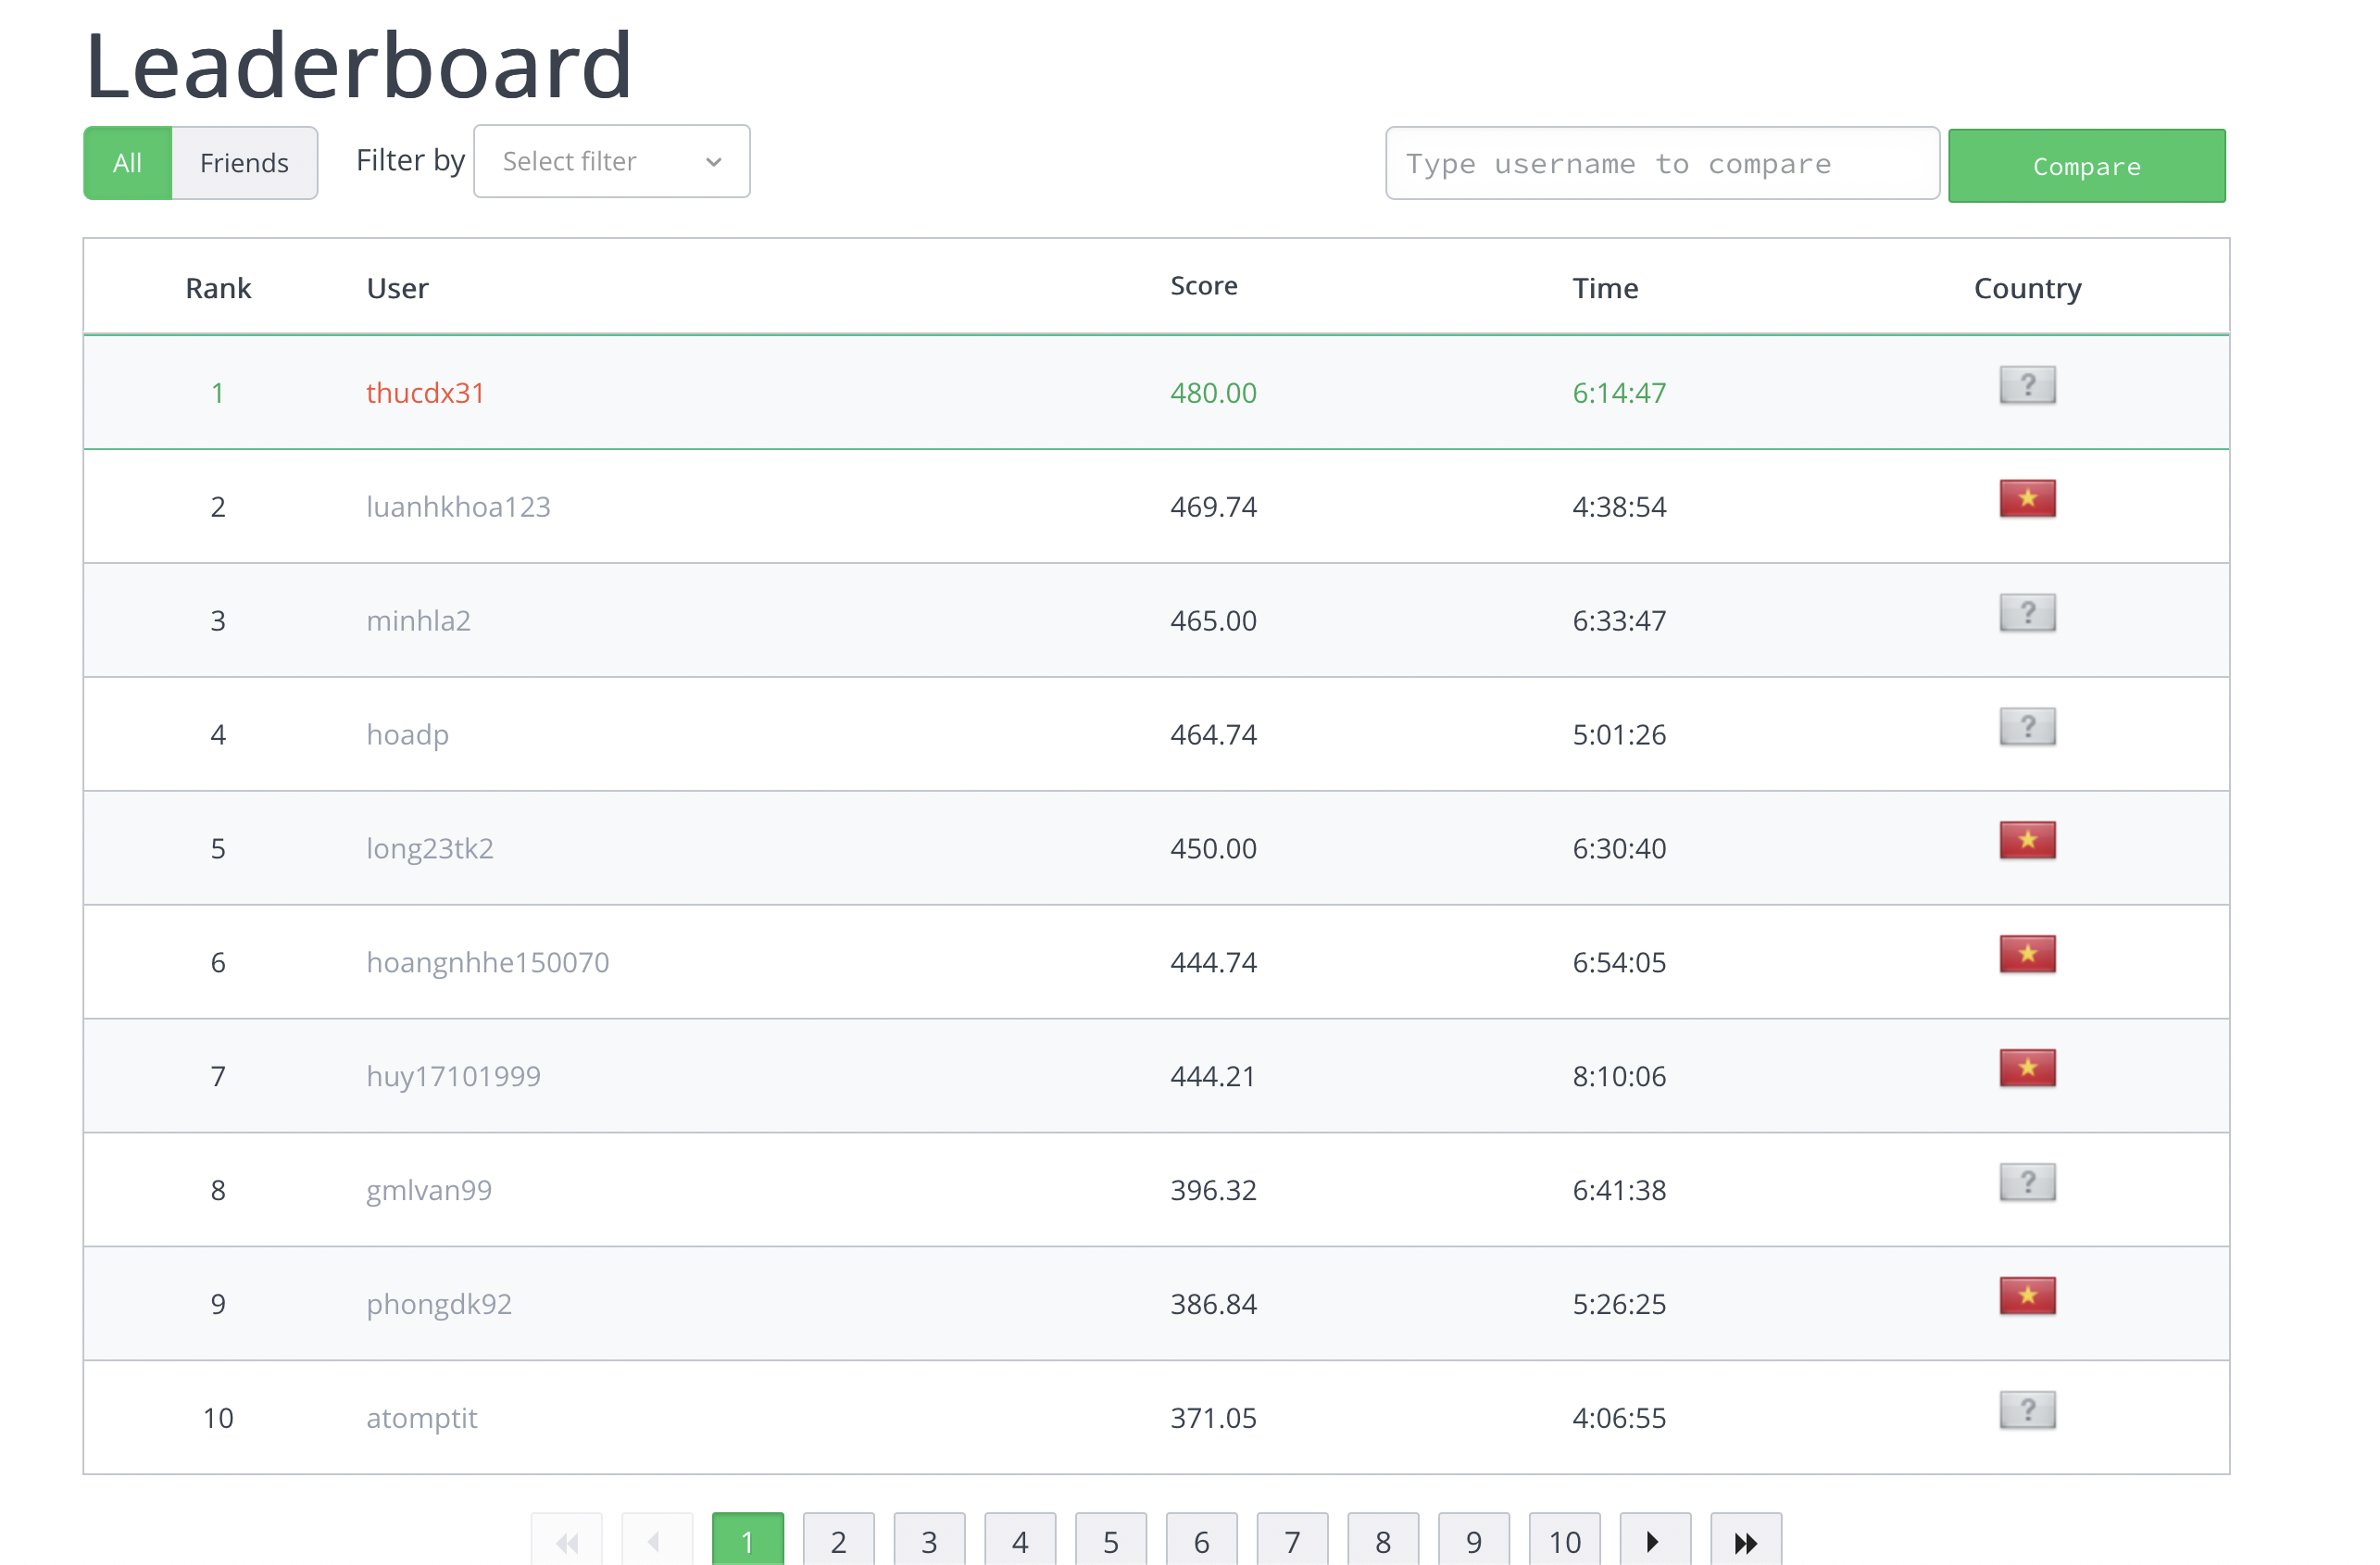 Leaderboard
All Friends Filter by Select filter Type username to compare Compare
Rank User Score Time Country
1 thucdx31 480.00 6:14:47 ?
2 luanhkhoa123 469.74 4:38:54
3 minhla2 465.00 6:33:47 ?
4 hoadp 464.74 5:01:26 ?
5 long23tk2 450.00 6:30:40
6 hoangnhhe150070 444.74 6:54:05
7 huy17101999 444.21 8:10:06
8 gmlvan99 396.32 6:41:38 ?
9 phongdk92 386.84 5:26:25
10 atomptit 371.05 4:06:55 ?
1 2 3 4 5 6 7 8 9 10